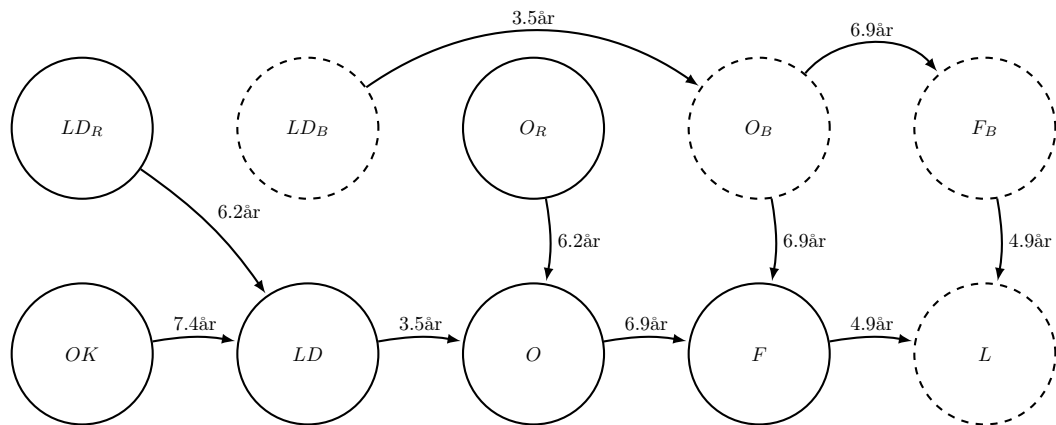 3.5år
6.9år
LD_R
LD_B
O_R
O_B
F_B
6.2år
6.2år
6.9år
4.9år
7.4år
3.5år
6.9år
4.9år
OK
LD
O
F
L